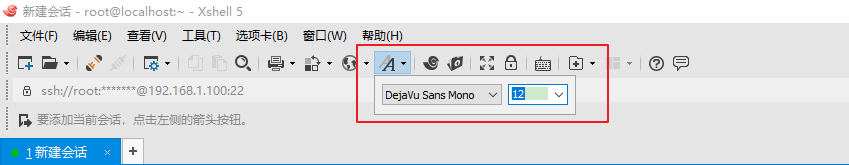 新建会话 - root@localhost:~ - Xshell 5
文件(F) 编辑(E) 查看(V) 工具(T) 选项卡(B) 窗口(W) 帮助(H)
DejaVu Sans Mono 12
ssh://root:*******@192.168.1.100:22
要添加当前会话，点击左侧的箭头按钮。
1 新建会话 × +